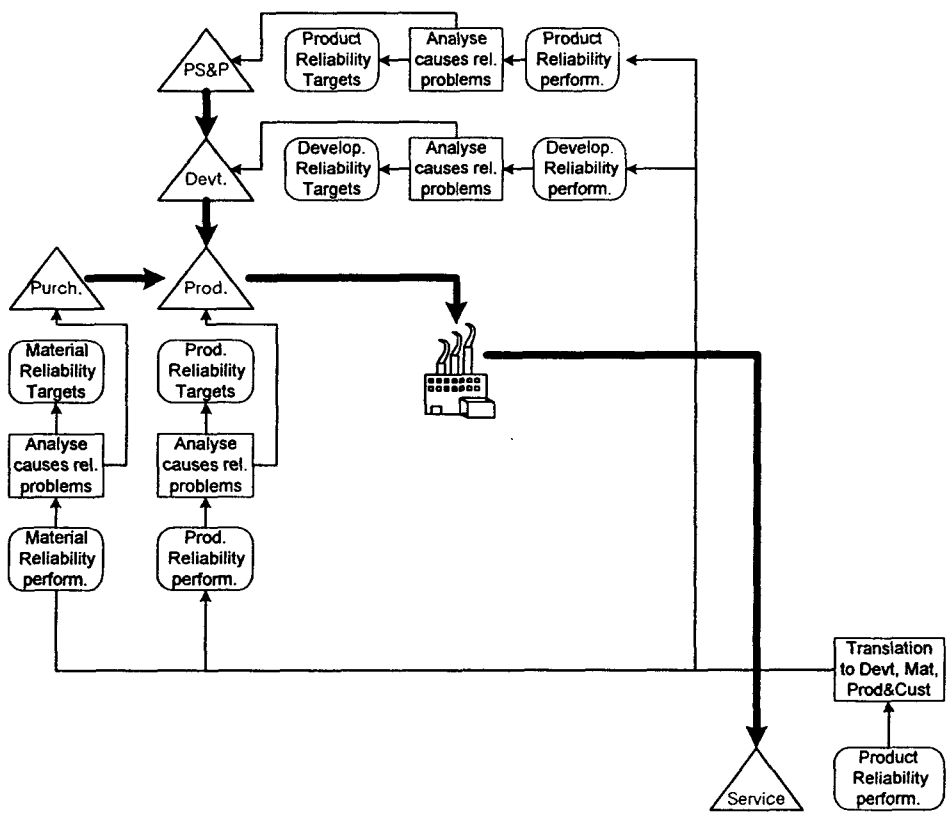 PS&P
Product
Reliability
Targets
Analyse
causes rel.
problems
Product
Reliability
perform.
Devt.
Develop.
Reliability
Targets
Analyse
causes rel.
problems
Develop.
Reliability
perform.
Purch.
Prod.
Material
Reliability
Targets
Prod.
Reliability
Targets
Analyse
causes rel.
problems
Analyse
causes rel.
problems
Material
Reliability
perform.
Prod.
Reliability
perform.
Translation
to Devt, Mat,
Prod&Cust
Service
Product
Reliability
perform.